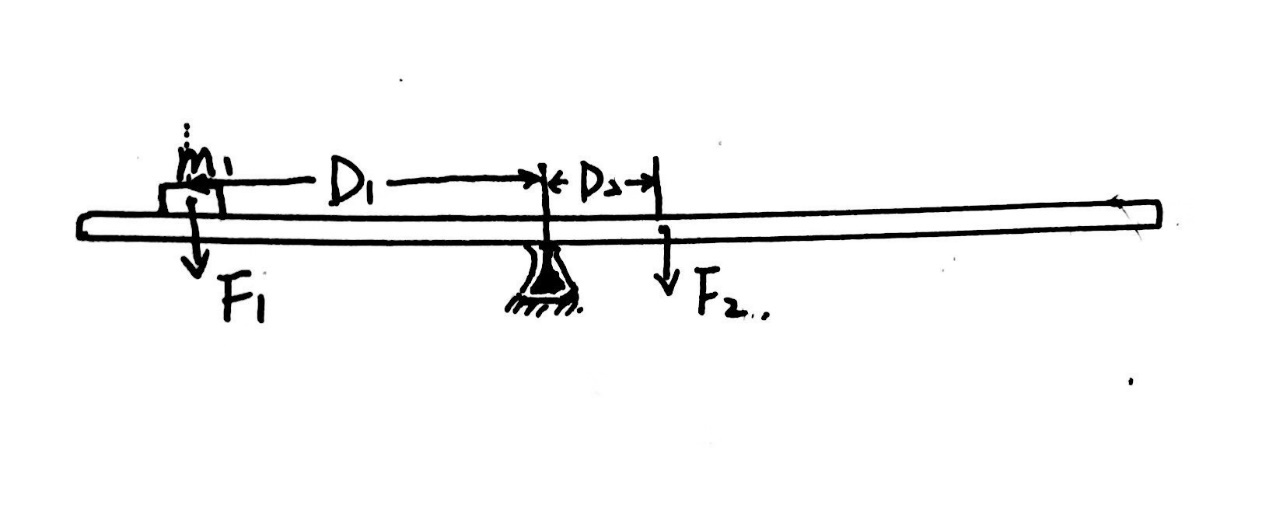 m₁
D₁ D₂
F₁ F₂